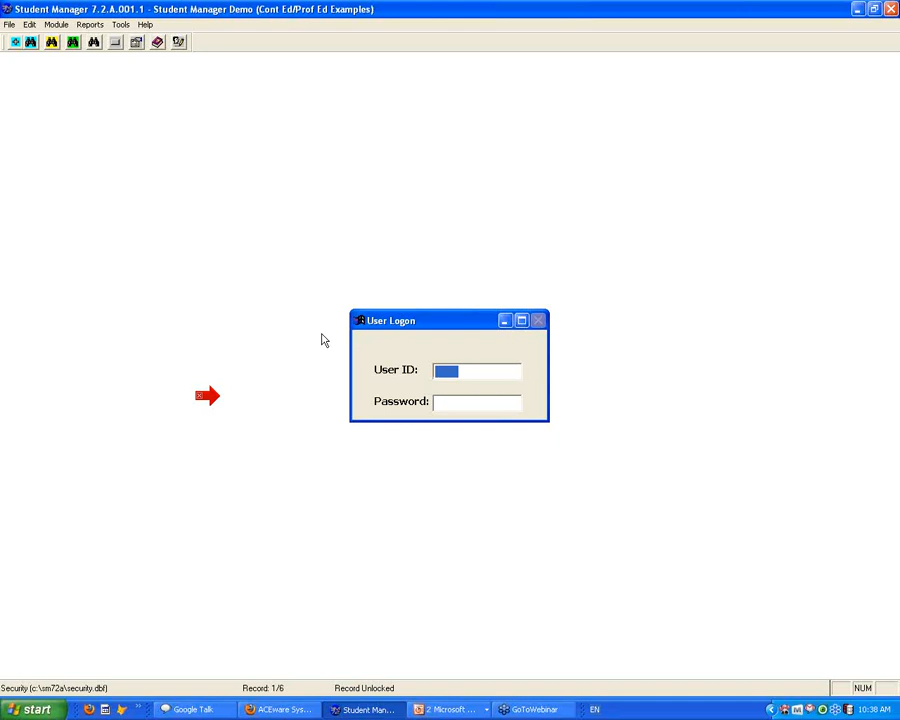 Student Manager 7.2.A.001.1 - Student Manager Demo (Cont Ed/Prof Ed Examples)
File Edit Module Reports Tools Help
User Logon
User ID:
Password:
Security (c:\sm72a\security.dbf) Record: 1/6 Record Unlocked NUM
start Google Talk ACEware Sys... Student Man... 2 Microsoft ... GoToWebinar EN 10:38 AM